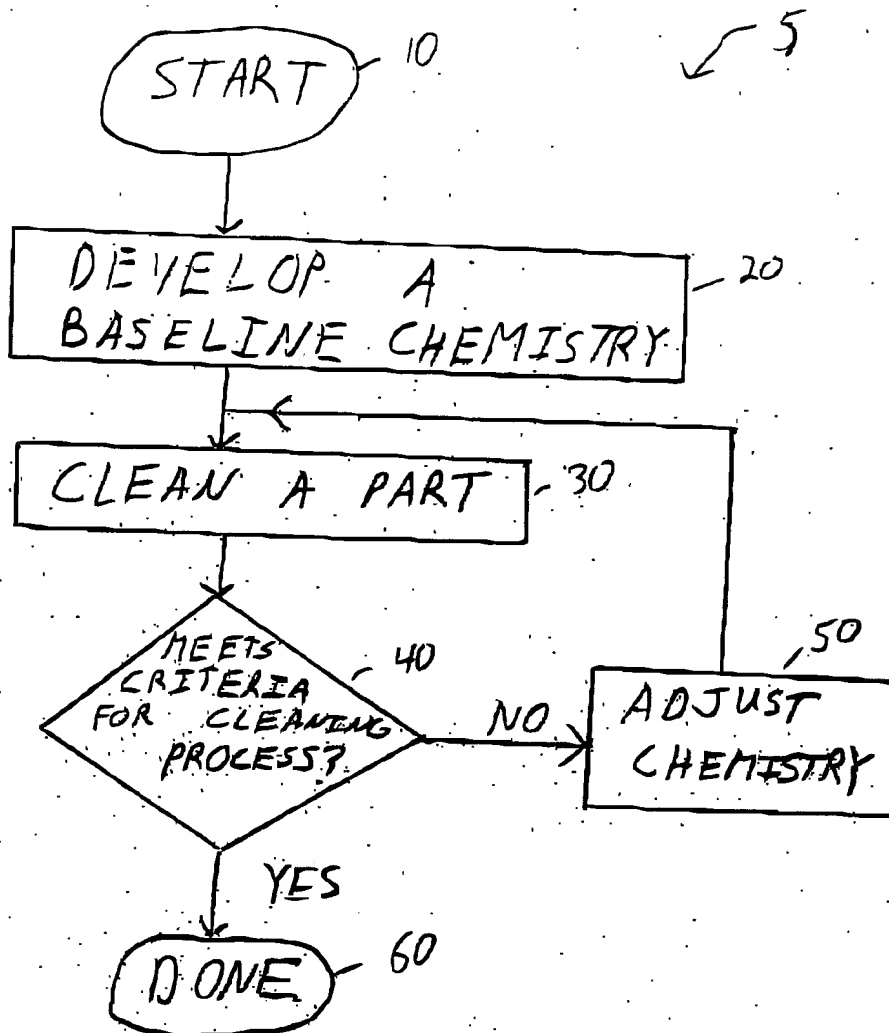 START
10
5
DEVELOP A
BASELINE CHEMISTRY
20
CLEAN A PART
30
MEETS
CRITERIA
FOR CLEANING
PROCESS?
40
NO
50
ADJUST
CHEMISTRY
YES
DONE
60